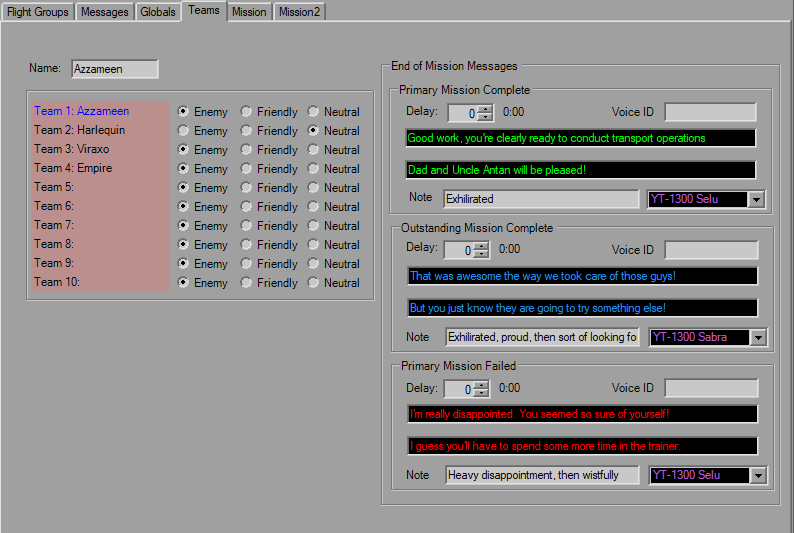 Flight Groups Messages Globals Teams Mission Mission2
Name: Azzameen
Team 1: Azzameen Enemy Friendly Neutral
Team 2: Harlequin Enemy Friendly Neutral
Team 3: Viraxo Enemy Friendly Neutral
Team 4: Empire Enemy Friendly Neutral
Team 5: Enemy Friendly Neutral
Team 6: Enemy Friendly Neutral
Team 7: Enemy Friendly Neutral
Team 8: Enemy Friendly Neutral
Team 9: Enemy Friendly Neutral
Team 10: Enemy Friendly Neutral
End of Mission Messages
Primary Mission Complete
Delay: 0 0:00 Voice ID
Good work, you're clearly ready to conduct transport operations
Dad and Uncle Antan will be pleased!
Note Exhilirated YT-1300 Selu
Outstanding Mission Complete
Delay: 0 0:00 Voice ID
That was awesome the way we took care of those guys!
But you just know they are going to try something else!
Note Exhilirated, proud, then sort of looking fo YT-1300 Sabra
Primary Mission Failed
Delay: 0 0:00 Voice ID
I'm really disappointed. You seemed so sure of yourself!
I guess you'll have to spend some more time in the trainer.
Note Heavy disappointment, then wistfully YT-1300 Selu